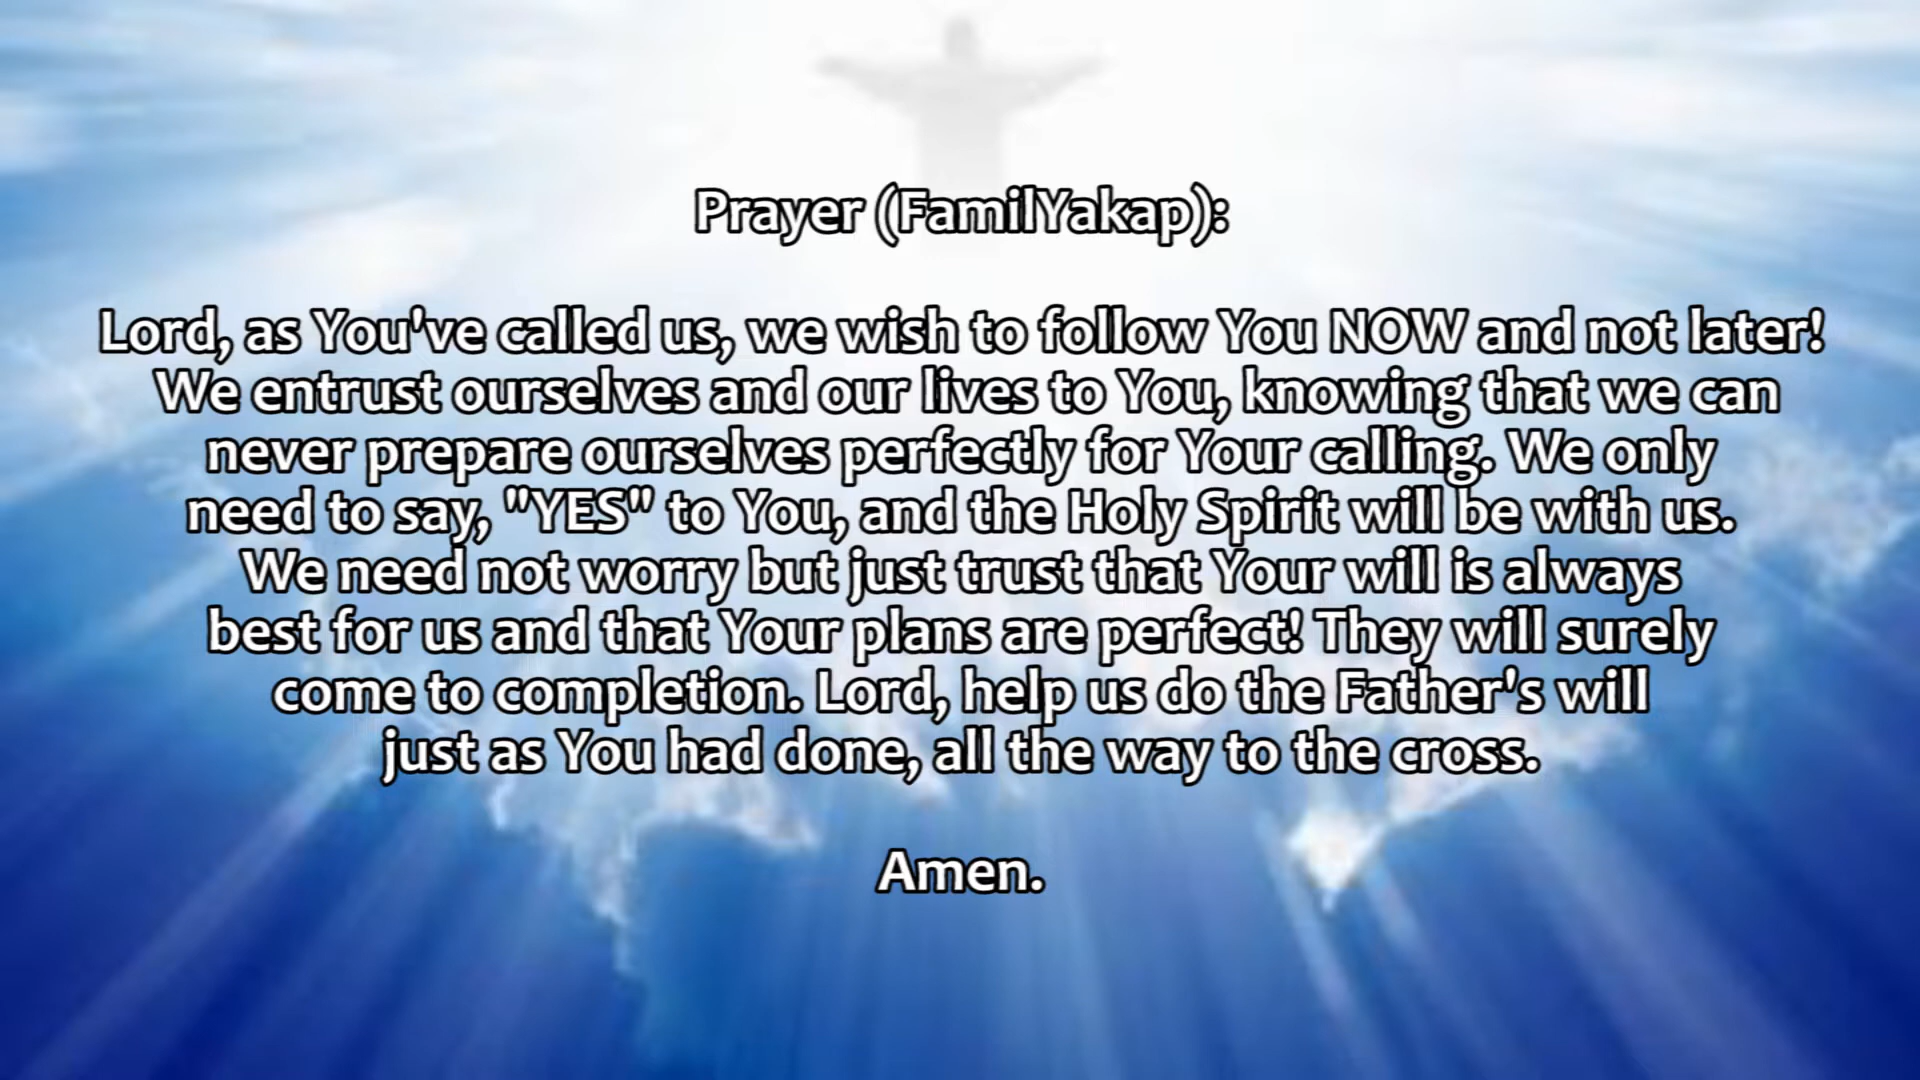 Prayer (FamilYakap):
Lord, as You've called us, we wish to follow You NOW and not later!
We entrust ourselves and our lives to You, knowing that we can
never prepare ourselves perfectly for Your calling. We only
need to say, "YES" to You, and the Holy Spirit will be with us.
We need not worry but just trust that Your will is always
best for us and that Your plans are perfect! They will surely
come to completion. Lord, help us do the Father's will
just as You had done, all the way to the cross.
Amen.